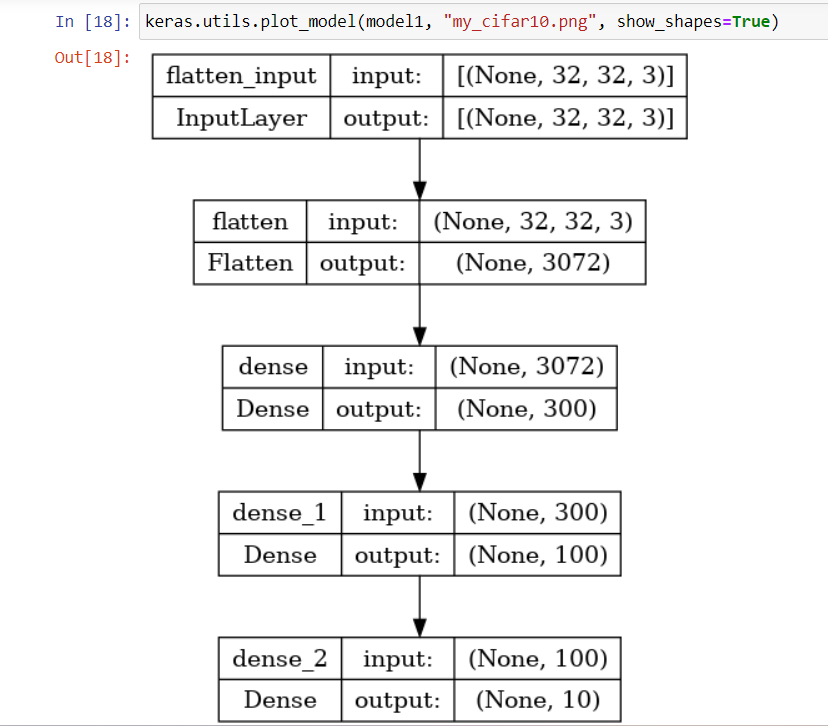 In [18]: keras.utils.plot_model(model1, "my_cifar10.png", show_shapes=True)
Out[18]:
flatten_input input: [(None, 32, 32, 3)]
InputLayer output: [(None, 32, 32, 3)]
flatten input: (None, 32, 32, 3)
Flatten output: (None, 3072)
dense input: (None, 3072)
Dense output: (None, 300)
dense_1 input: (None, 300)
Dense output: (None, 100)
dense_2 input: (None, 100)
Dense output: (None, 10)